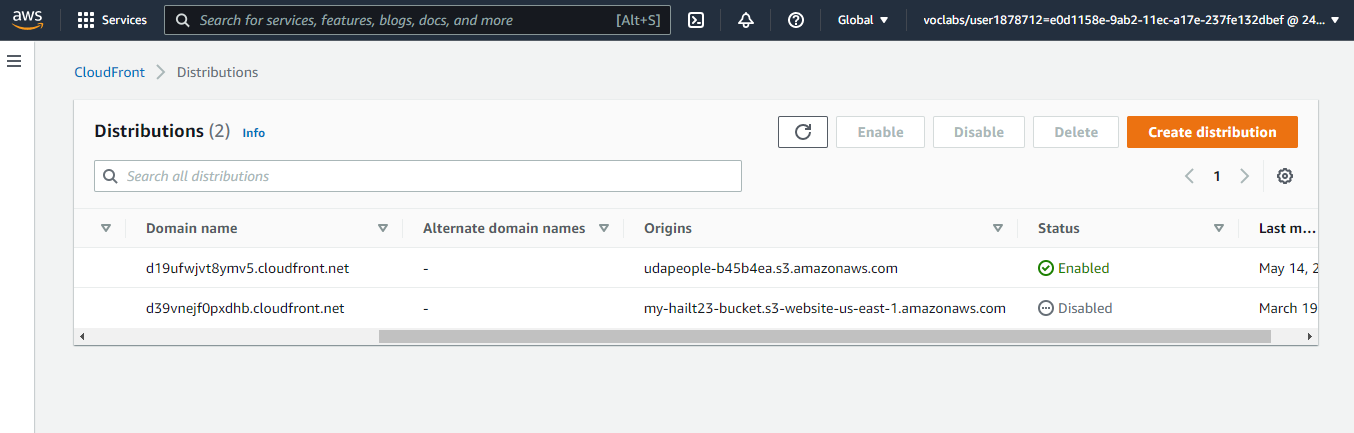 aws Services Search for services, features, blogs, docs, and more [Alt+S] Global voclabs/user1878712=e0d1158e-9ab2-11ec-a17e-237fe132dbef @ 24...
CloudFront Distributions
Distributions (2) Info Enable Disable Delete Create distribution
Search all distributions 1
Domain name Alternate domain names Origins Status Last m...
d19ufwjvt8ymv5.cloudfront.net - udapeople-b45b4ea.s3.amazonaws.com Enabled May 14, 2
d39vnejf0pxdhb.cloudfront.net - my-hailt23-bucket.s3-website-us-east-1.amazonaws.com Disabled March 19